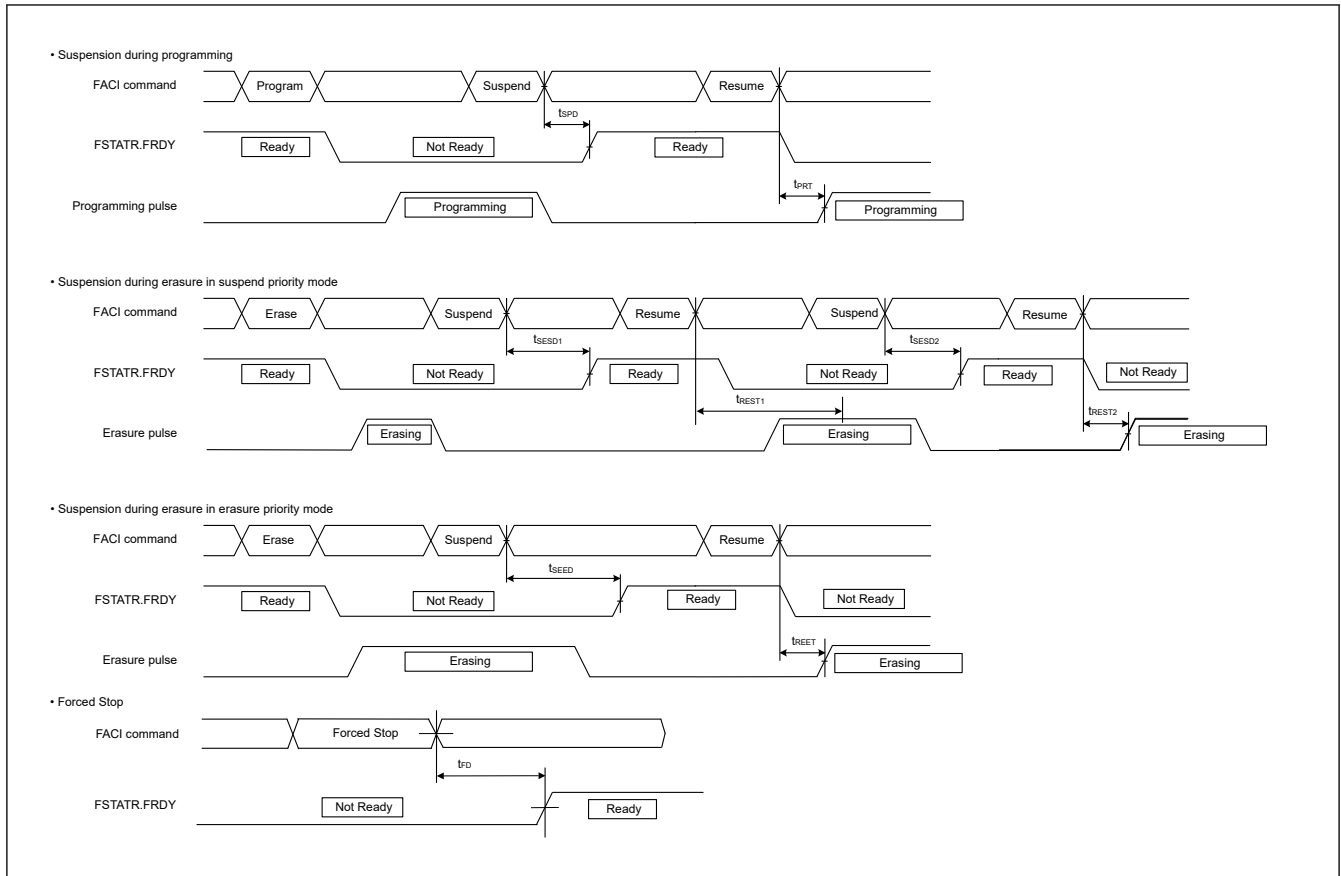 • Suspension during programming
FACI command
Program
Suspend
Resume
tSPD
FSTATR.FRDY
Ready
Not Ready
Ready
tPRT
Programming pulse
Programming
Programming
• Suspension during erasure in suspend priority mode
FACI command
Erase
Suspend
Resume
Suspend
Resume
tSESD1
tSESD2
FSTATR.FRDY
Ready
Not Ready
Ready
Not Ready
Ready
Not Ready
tREST1
tREST2
Erasure pulse
Erasing
Erasing
Erasing
• Suspension during erasure in erasure priority mode
FACI command
Erase
Suspend
Resume
tSEED
FSTATR.FRDY
Ready
Not Ready
Ready
Not Ready
tREET
Erasure pulse
Erasing
Erasing
• Forced Stop
FACI command
Forced Stop
tFD
FSTATR.FRDY
Not Ready
Ready